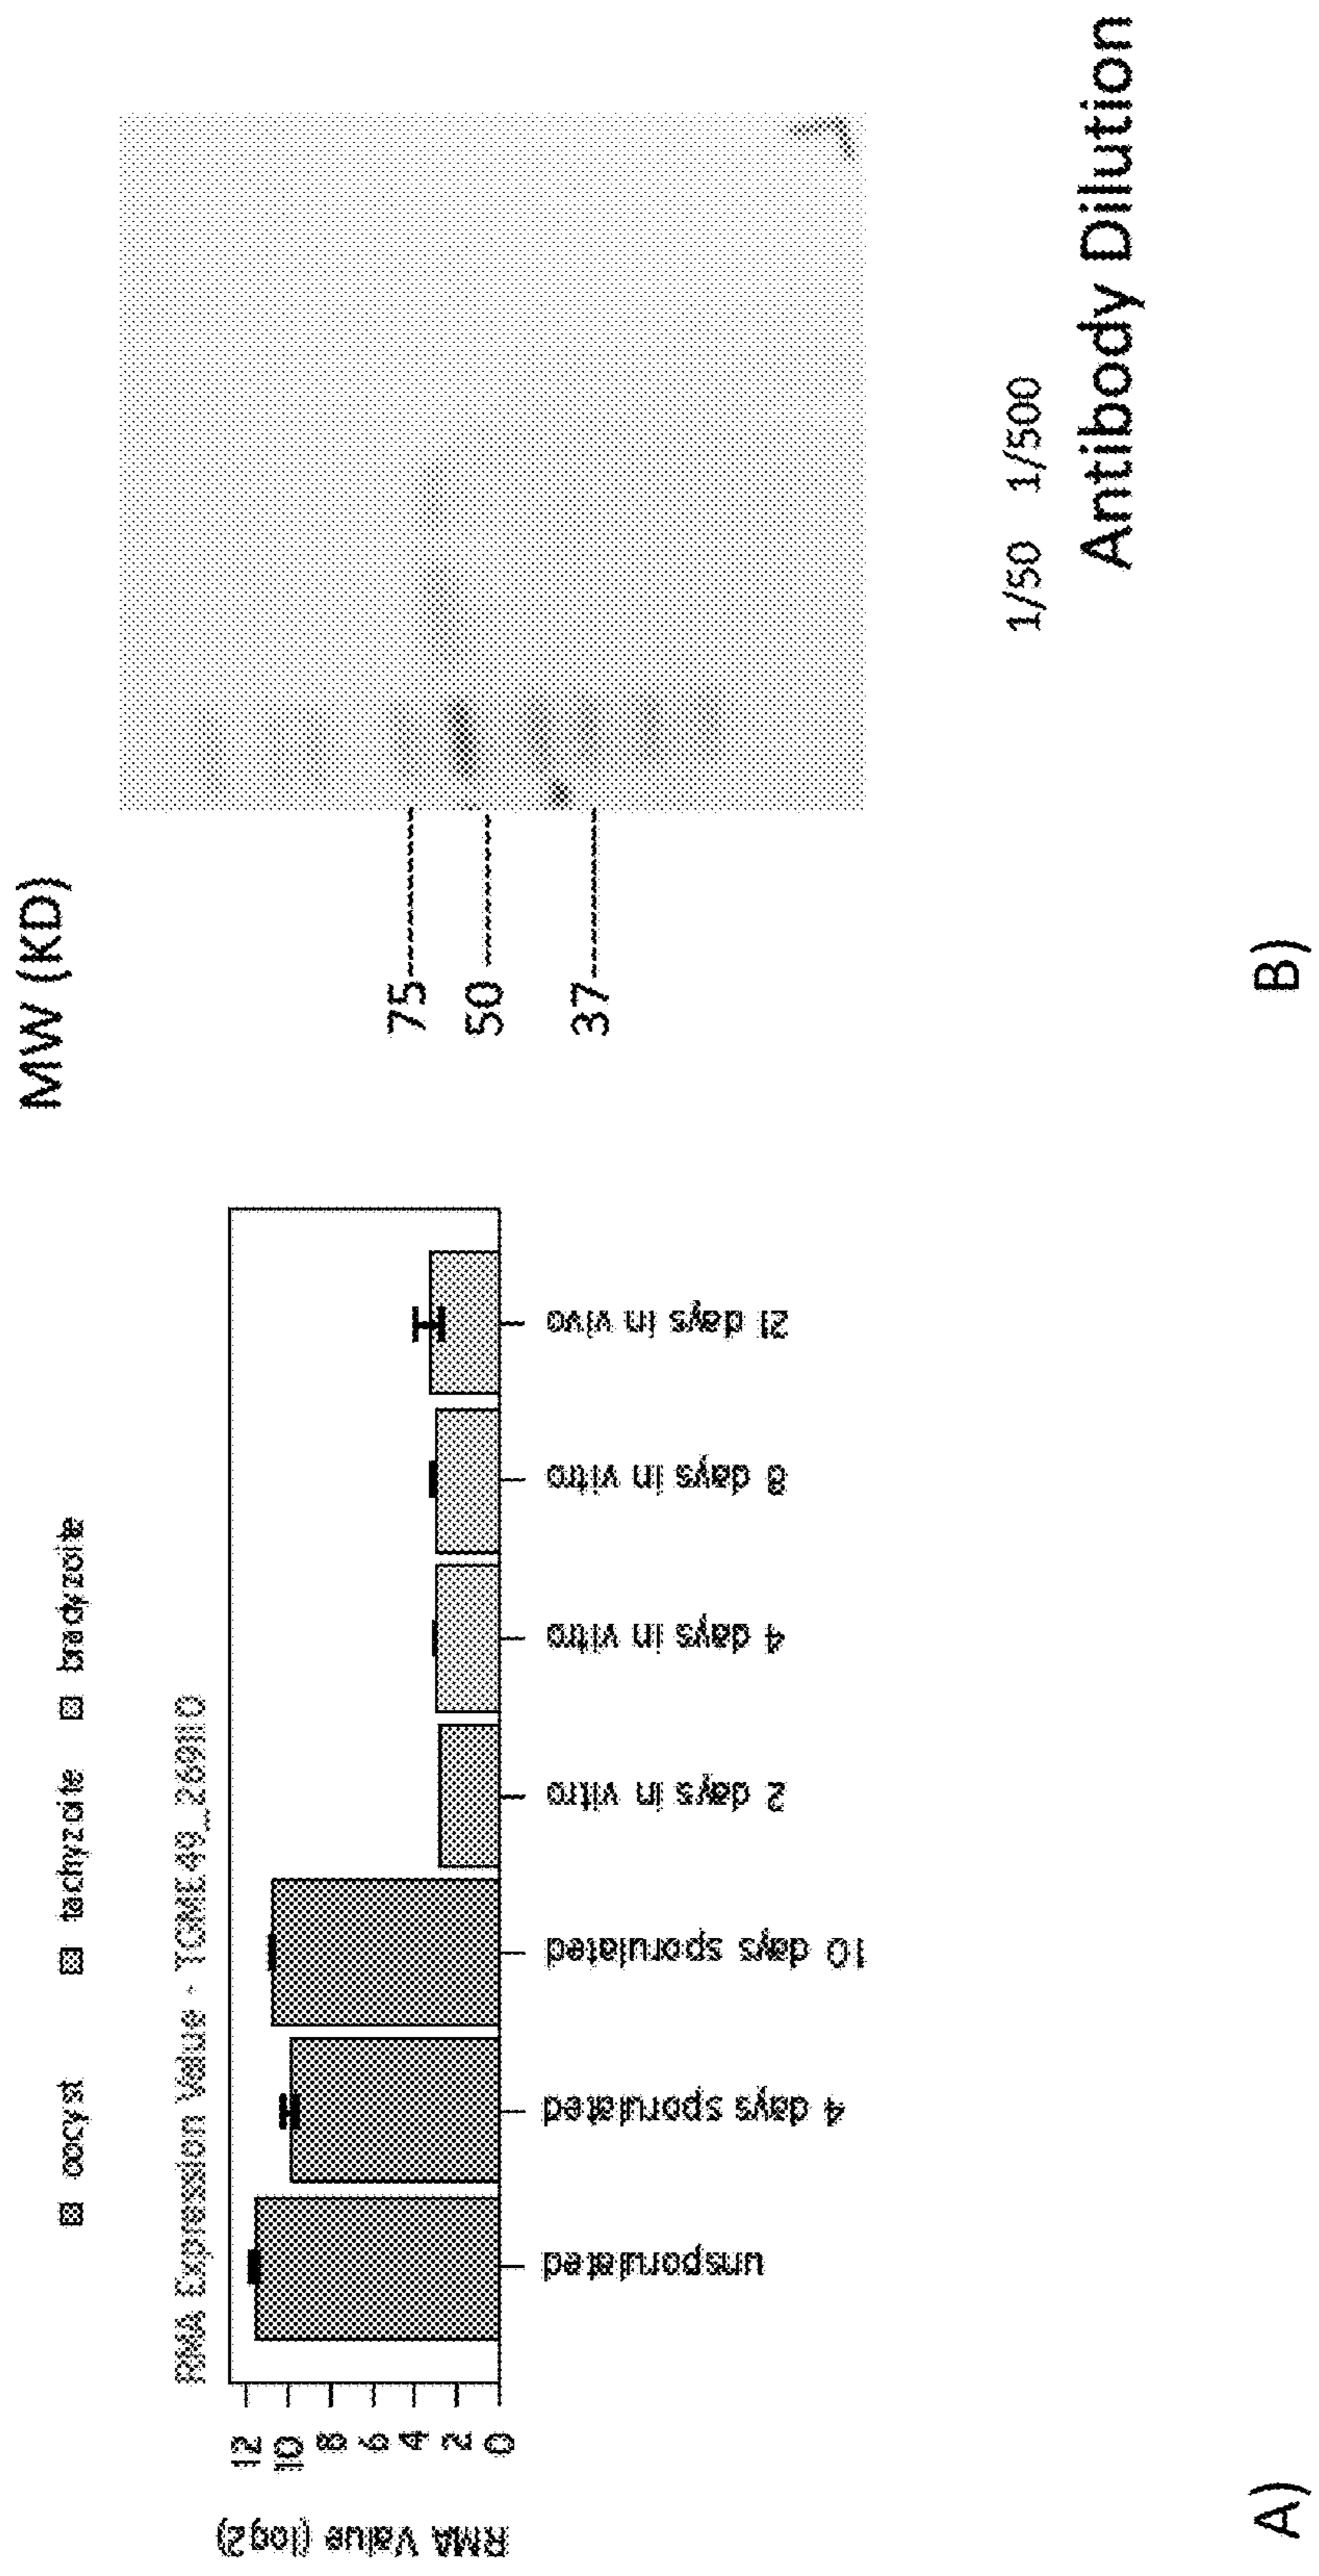 oocyst tachyzoite bradyzoite
RMA Expression Value - TGME49_269110
RMA Value (log2)
12
10
8
6
4
2
0
unsporulated
4 days sporulated
10 days sporulated
2 days in vitro
4 days in vitro
8 days in vitro
21 days in vivo
A)
MW (KD)
75
50
37
1/50 1/500
Antibody Dilution
B)